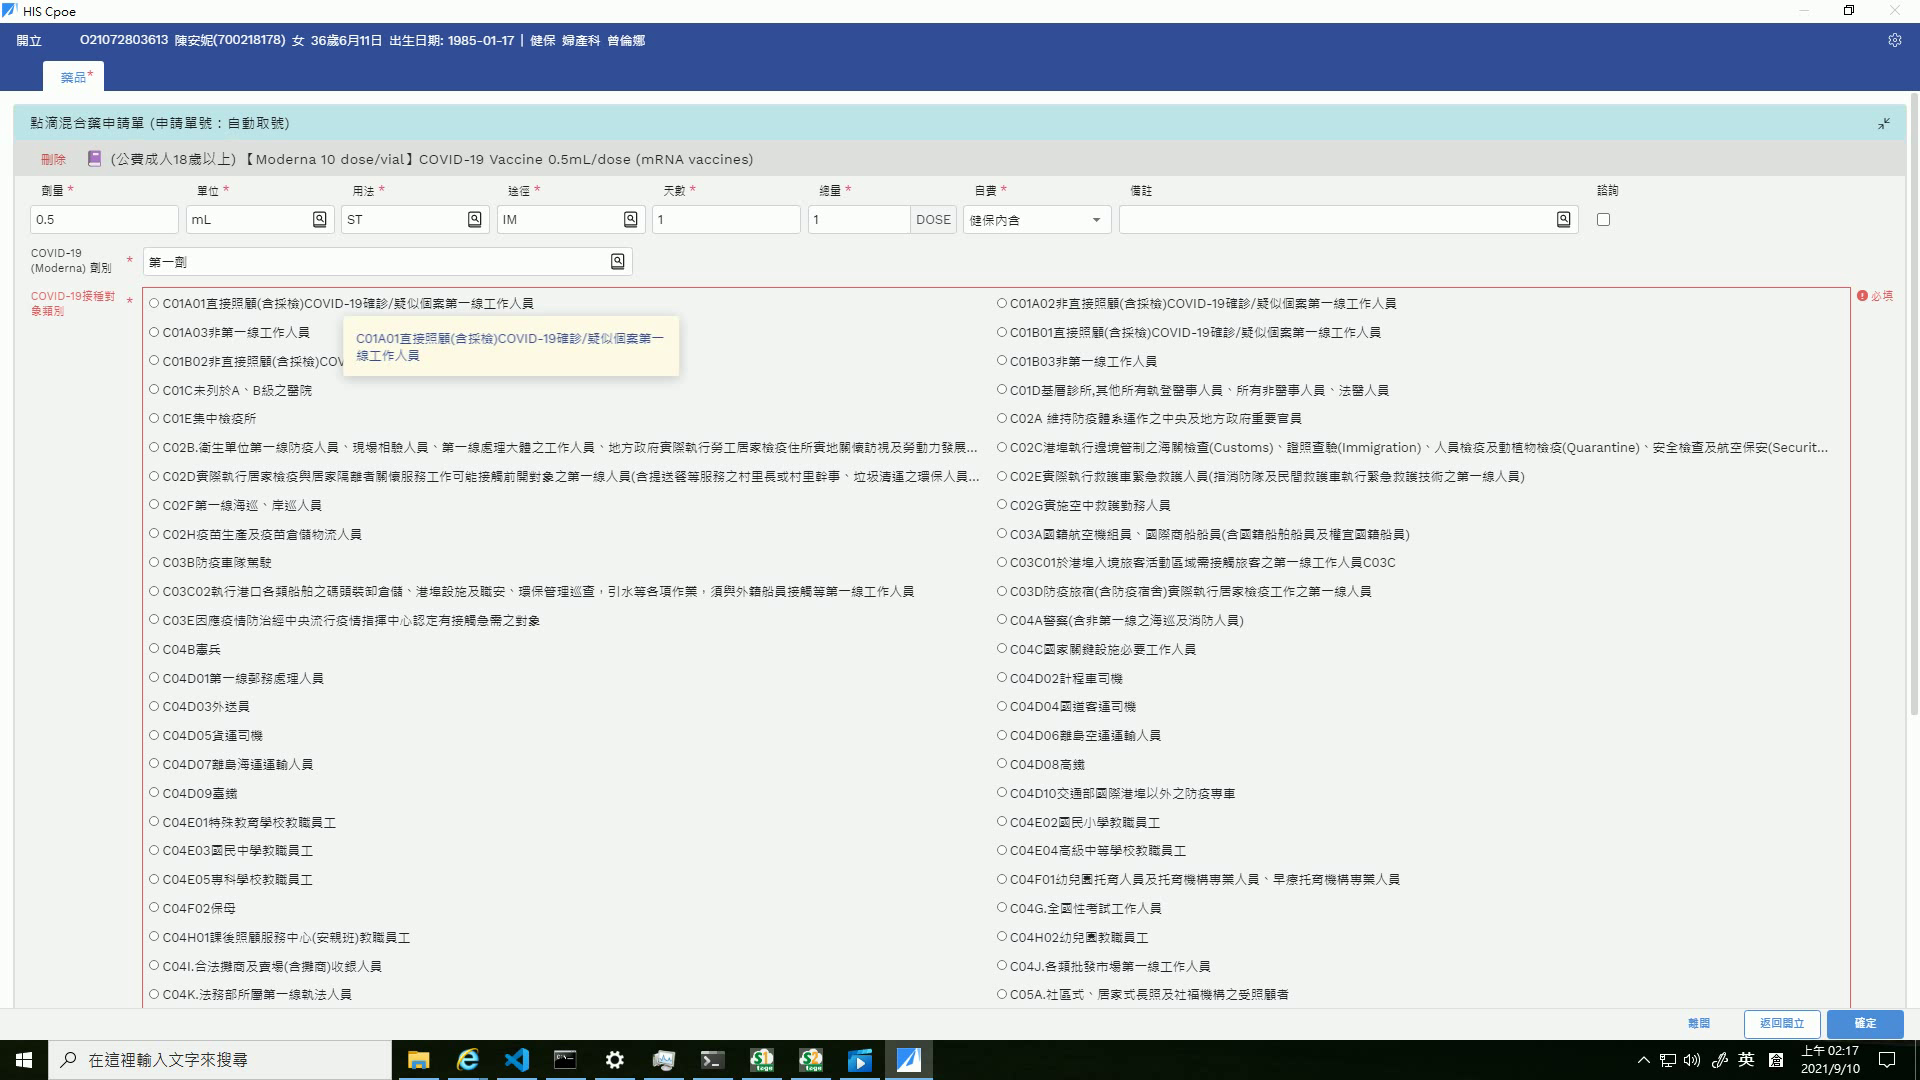 HIS Cpoe
開立 O21072803613 陳安妮(700218178) 女 36歲6月11日 出生日期: 1985-01-17 | 健保 婦產科 曾倫娜
藥品*
點滴混合藥申請單 (申請單號：自動取號)
刪除 (公費成人18歲以上) 【Moderna 10 dose/vial】COVID-19 Vaccine 0.5mL/dose (mRNA vaccines)
劑量 * 單位 * 用法 * 途徑 * 天數 * 總量 * 自費 * 備註 諮詢
0.5 mL ST IM 1 1 DOSE 健保內含
COVID-19 (Moderna) 劑別 * 第一劑
COVID-19接種對象類別 *
必填
C01A01直接照顧(含採檢)COVID-19確診/疑似個案第一線工作人員 C01A02非直接照顧(含採檢)COVID-19確診/疑似個案第一線工作人員
C01A03非第一線工作人員 C01B01直接照顧(含採檢)COVID-19確診/疑似個案第一線工作人員
C01A01直接照顧(含採檢)COVID-19確診/疑似個案第一
線工作人員
C01B02非直接照顧(含採檢)COV C01B03非第一線工作人員
C01C未列於A、B級之醫院 C01D基層診所,其他所有執登醫事人員、所有非醫事人員、法醫人員
C01E集中檢疫所 C02A 維持防疫體系運作之中央及地方政府重要官員
C02B.衛生單位第一線防疫人員、現場相驗人員、第一線處理大體之工作人員、地方政府實際執行勞工居家檢疫住所實地關懷訪視及勞動力發展... C02C港埠執行邊境管制之海關檢查(Customs)、證照查驗(Immigration)、人員檢疫及動植物檢疫(Quarantine)、安全檢查及航空保安(Securit...
C02D實際執行居家檢疫與居家隔離者關懷服務工作可能接觸前開對象之第一線人員(含提送餐等服務之村里長或村里幹事、垃圾清運之環保人員... C02E實際執行救護車緊急救護人員(指消防隊及民間救護車執行緊急救護技術之第一線人員)
C02F第一線海巡、岸巡人員 C02G實施空中救護勤務人員
C02H疫苗生產及疫苗倉儲物流人員 C03A國籍航空機組員、國際商船船員(含國籍船舶船員及權宜國籍船員)
C03B防疫車隊駕駛 C03C01於港埠入境旅客活動區域需接觸旅客之第一線工作人員C03C
C03C02執行港口各類船舶之碼頭裝卸倉儲、港埠設施及職安、環保管理巡查，引水等各項作業，須與外籍船員接觸等第一線工作人員 C03D防疫旅宿(含防疫宿舍)實際執行居家檢疫工作之第一線人員
C03E因應疫情防治經中央流行疫情指揮中心認定有接觸急需之對象 C04A警察(含非第一線之海巡及消防人員)
C04B憲兵 C04C國家關鍵設施必要工作人員
C04D01第一線郵務處理人員 C04D02計程車司機
C04D03外送員 C04D04國道客運司機
C04D05貨運司機 C04D06離島空運運輸人員
C04D07離島海運運輸人員 C04D08高鐵
C04D09臺鐵 C04D10交通部國際港埠以外之防疫專車
C04E01特殊教育學校教職員工 C04E02國民小學教職員工
C04E03國民中學教職員工 C04E04高級中等學校教職員工
C04E05專科學校教職員工 C04F01幼兒園托育人員及托育機構專業人員、早療托育機構專業人員
C04F02保母 C04G.全國性考試工作人員
C04H01課後照顧服務中心(安親班)教職員工 C04H02幼兒園教職員工
C04I.合法攤商及賣場(含攤商)收銀人員 C04J.各類批發市場第一線工作人員
C04K.法務部所屬第一線執法人員 C05A.社區式、居家式長照及社福機構之受照顧者
離開 返回開立 確定
在這裡輸入文字來搜尋
英
上午 02:17
2021/9/10